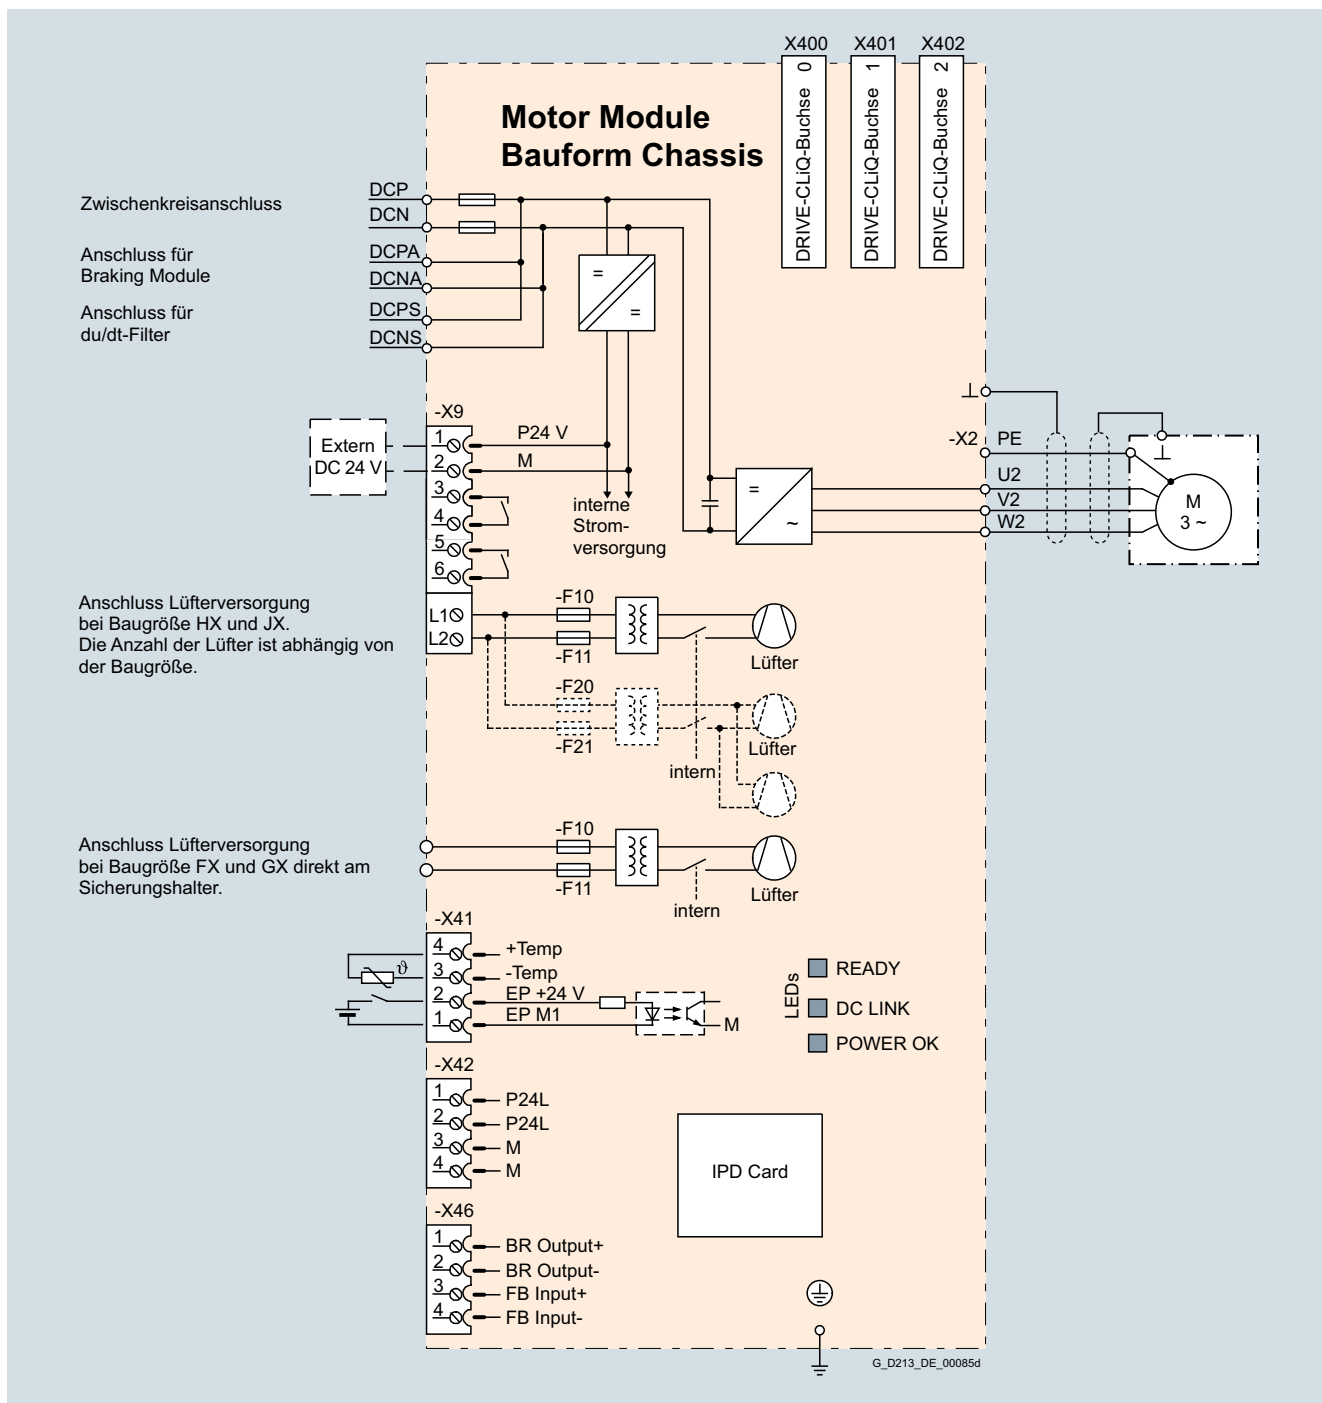 X400
X401
X402
DRIVE-CLiQ-Buchse 0
DRIVE-CLiQ-Buchse 1
DRIVE-CLiQ-Buchse 2
Motor Module
Bauform Chassis
Zwischenkreisanschluss
DCP
DCN
Anschluss für
Braking Module
DCPA
DCNA
Anschluss für
du/dt-Filter
DCPS
DCNS
=
=
-X9
Extern
DC 24 V
1
2
3
4
5
6
P24 V
M
interne
Strom-
versorgung
=
~
-X2
PE
U2
V2
W2
M
3 ~
Anschluss Lüfterversorgung
bei Baugröße HX und JX.
Die Anzahl der Lüfter ist abhängig von
der Baugröße.
L1
L2
-F10
-F11
Lüfter
-F20
-F21
Lüfter
intern
Anschluss Lüfterversorgung
bei Baugröße FX und GX direkt am
Sicherungshalter.
-F10
-F11
Lüfter
intern
-X41
4
3
2
1
ϑ
+Temp
-Temp
EP +24 V
EP M1
M
LEDs
READY
DC LINK
POWER OK
-X42
1
2
3
4
P24L
P24L
M
M
IPD Card
-X46
1
2
3
4
BR Output+
BR Output-
FB Input+
FB Input-
G_D213_DE_00085d